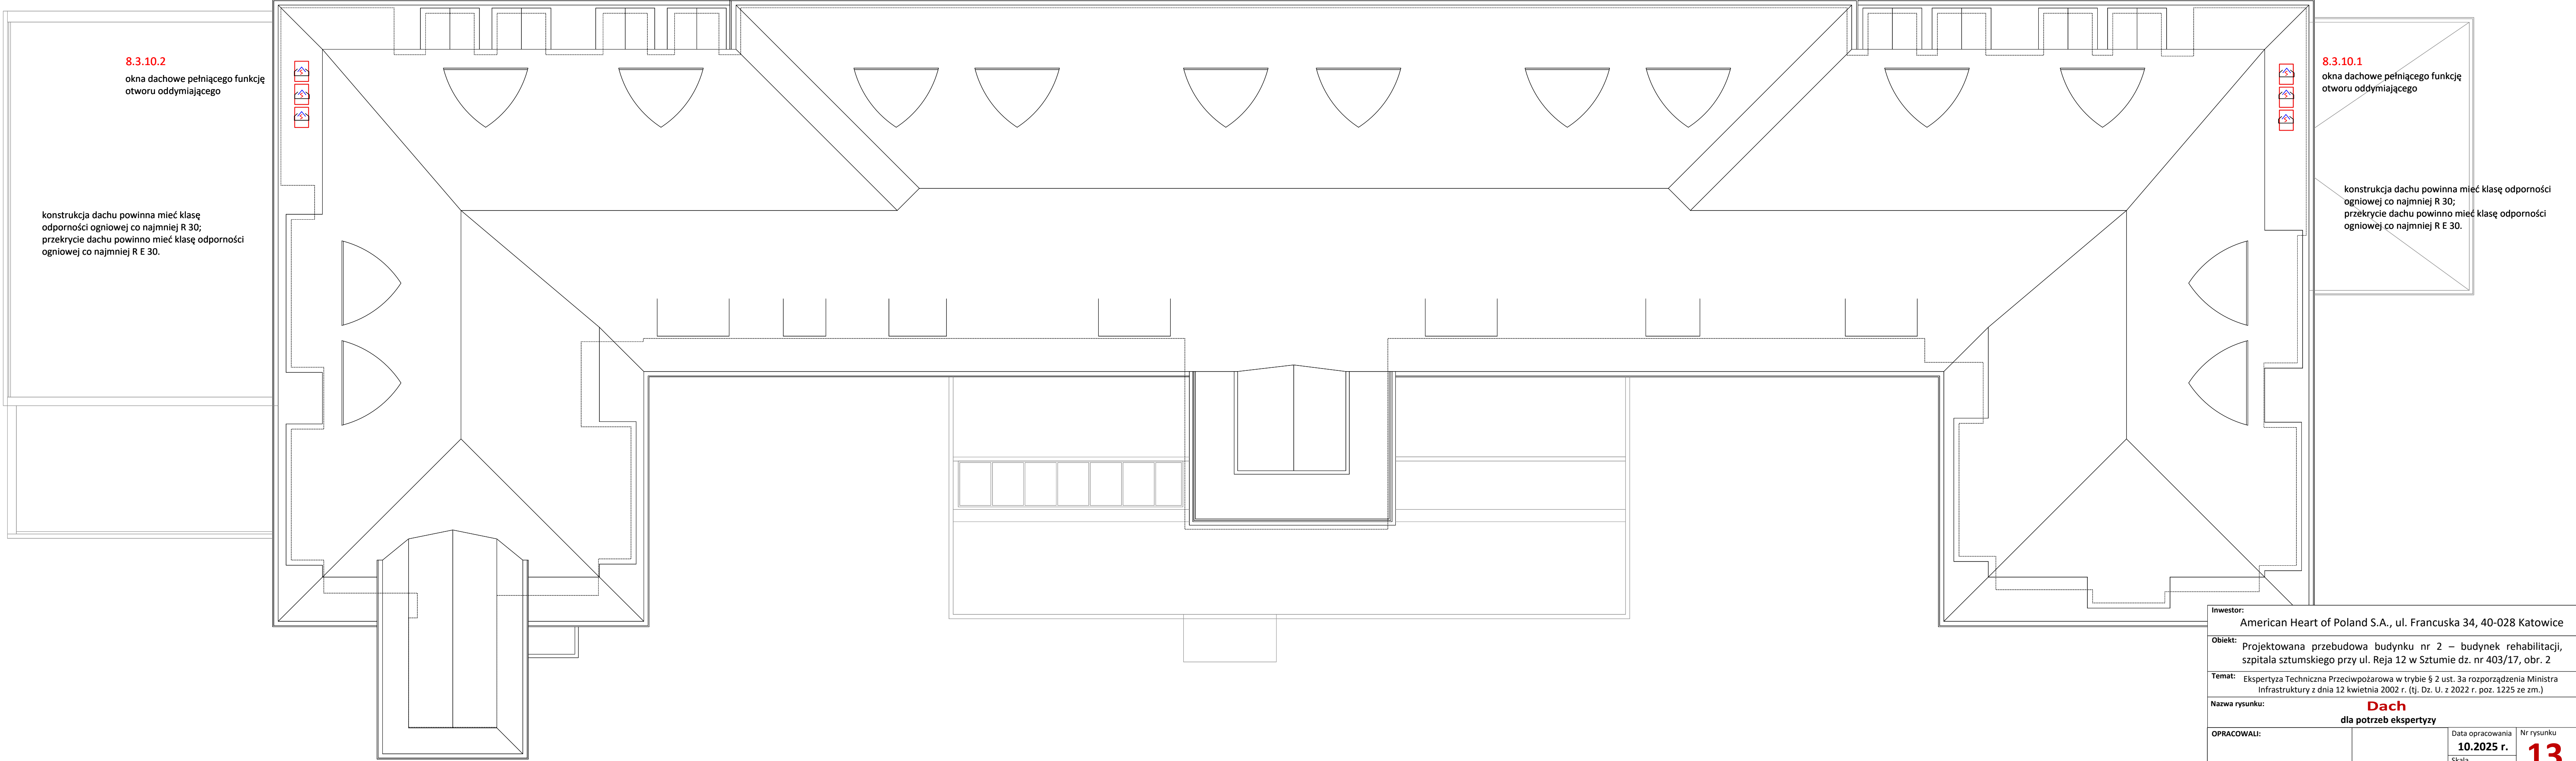 8.3.10.2
okna dachowe pełniącego funkcję
otworu oddymiającego
konstrukcja dachu powinna mieć klasę
odporności ogniowej co najmniej R 30;
przekrycie dachu powinno mieć klasę odporności
ogniowej co najmniej R E 30.
8.3.10.1
okna dachowe pełniącego funkcję
otworu oddymiającego
konstrukcja dachu powinna mieć klasę odporności
ogniowej co najmniej R 30;
przekrycie dachu powinno mieć klasę odporności
ogniowej co najmniej R E 30.
Inwestor:
American Heart of Poland S.A., ul. Francuska 34, 40-028 Katowice
Obiekt:
Projektowana przebudowa budynku nr 2 – budynek rehabilitacji,
szpitala sztumskiego przy ul. Reja 12 w Sztumie dz. nr 403/17, obr. 2
Temat:
Ekspertyza Techniczna Przeciwpożarowa w trybie § 2 ust. 3a rozporządzenia Ministra
Infrastruktury z dnia 12 kwietnia 2002 r. (tj. Dz. U. z 2022 r. poz. 1225 ze zm.)
Nazwa rysunku:
Dach
dla potrzeb ekspertyzy
OPRACOWALI:
Data opracowania
10.2025 r.
Skala
Nr rysunku
13